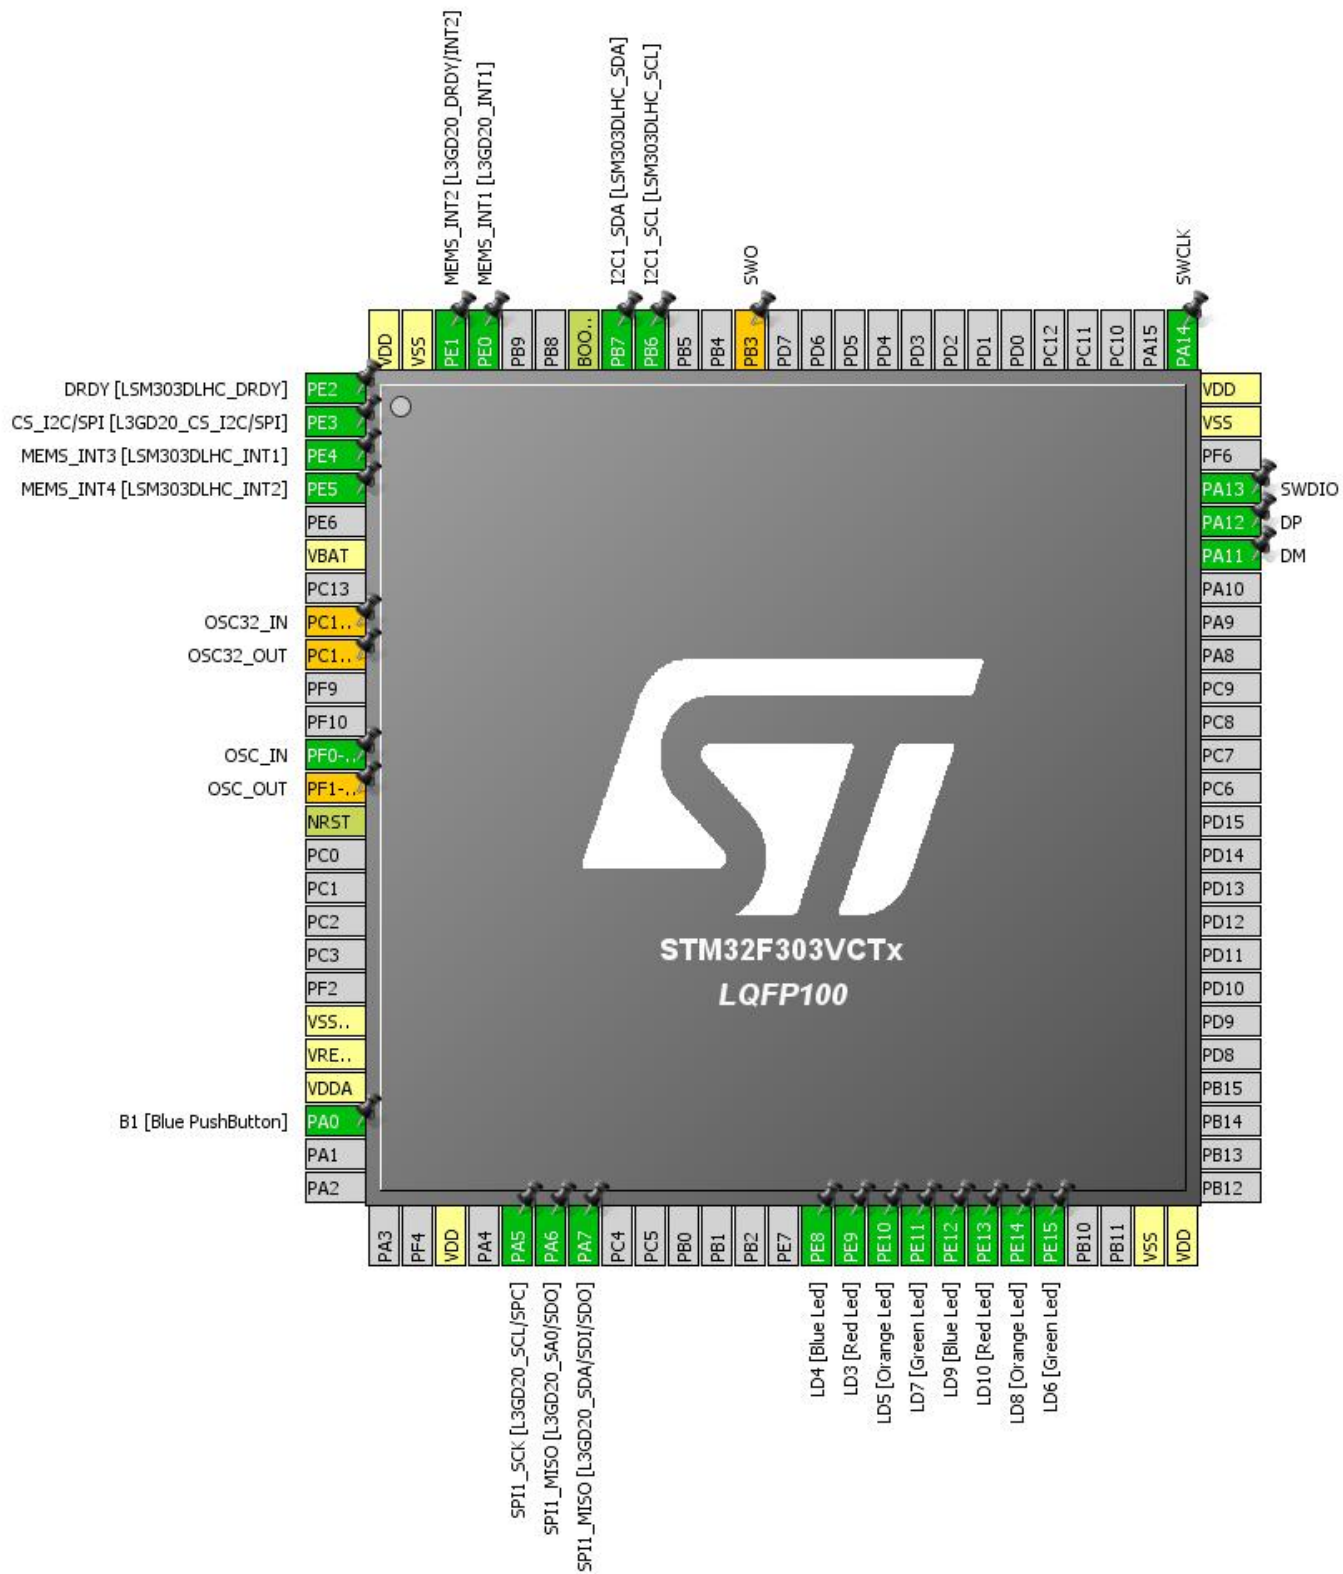 MEMS_INT2 [L3GD20_DRDY/INT2]
MEMS_INT1 [L3GD20_INT1]
I2C1_SDA [LSM303DLHC_SDA]
I2C1_SCL [LSM303DLHC_SCL]
SWO
SWCLK
VDD
VSS
PE1
PE0
PB9
PB8
BOO..
PB7
PB6
PB5
PB4
PB3
PD7
PD6
PD5
PD4
PD3
PD2
PD1
PD0
PC12
PC11
PC10
PA15
PA14
DRDY [LSM303DLHC_DRDY] PE2
CS_I2C/SPI [L3GD20_CS_I2C/SPI] PE3
MEMS_INT3 [LSM303DLHC_INT1] PE4
MEMS_INT4 [LSM303DLHC_INT2] PE5
PE6
VBAT
PC13
OSC32_IN PC1..
OSC32_OUT PC1..
PF9
PF10
OSC_IN PF0-..
OSC_OUT PF1-..
NRST
PC0
PC1
PC2
PC3
PF2
VSS..
VRE..
VDDA
B1 [Blue PushButton] PA0
PA1
PA2
STM32F303VCTx
LQFP100
VDD
VSS
PF6
PA13 SWDIO
PA12 DP
PA11 DM
PA10
PA9
PA8
PC9
PC8
PC7
PC6
PD15
PD14
PD13
PD12
PD11
PD10
PD9
PD8
PB15
PB14
PB13
PB12
PA3
PF4
VDD
PA4
PA5
PA6
PA7
PC4
PC5
PB0
PB1
PB2
PE7
PE8
PE9
PE10
PE11
PE12
PE13
PE14
PE15
PB10
PB11
VSS
VDD
SPI1_SCK [L3GD20_SCL/SPC]
SPI1_MISO [L3GD20_SA0/SDO]
SPI1_MISO [L3GD20_SDA/SDI/SDO]
LD4 [Blue Led]
LD3 [Red Led]
LD5 [Orange Led]
LD7 [Green Led]
LD9 [Blue Led]
LD10 [Red Led]
LD8 [Orange Led]
LD6 [Green Led]